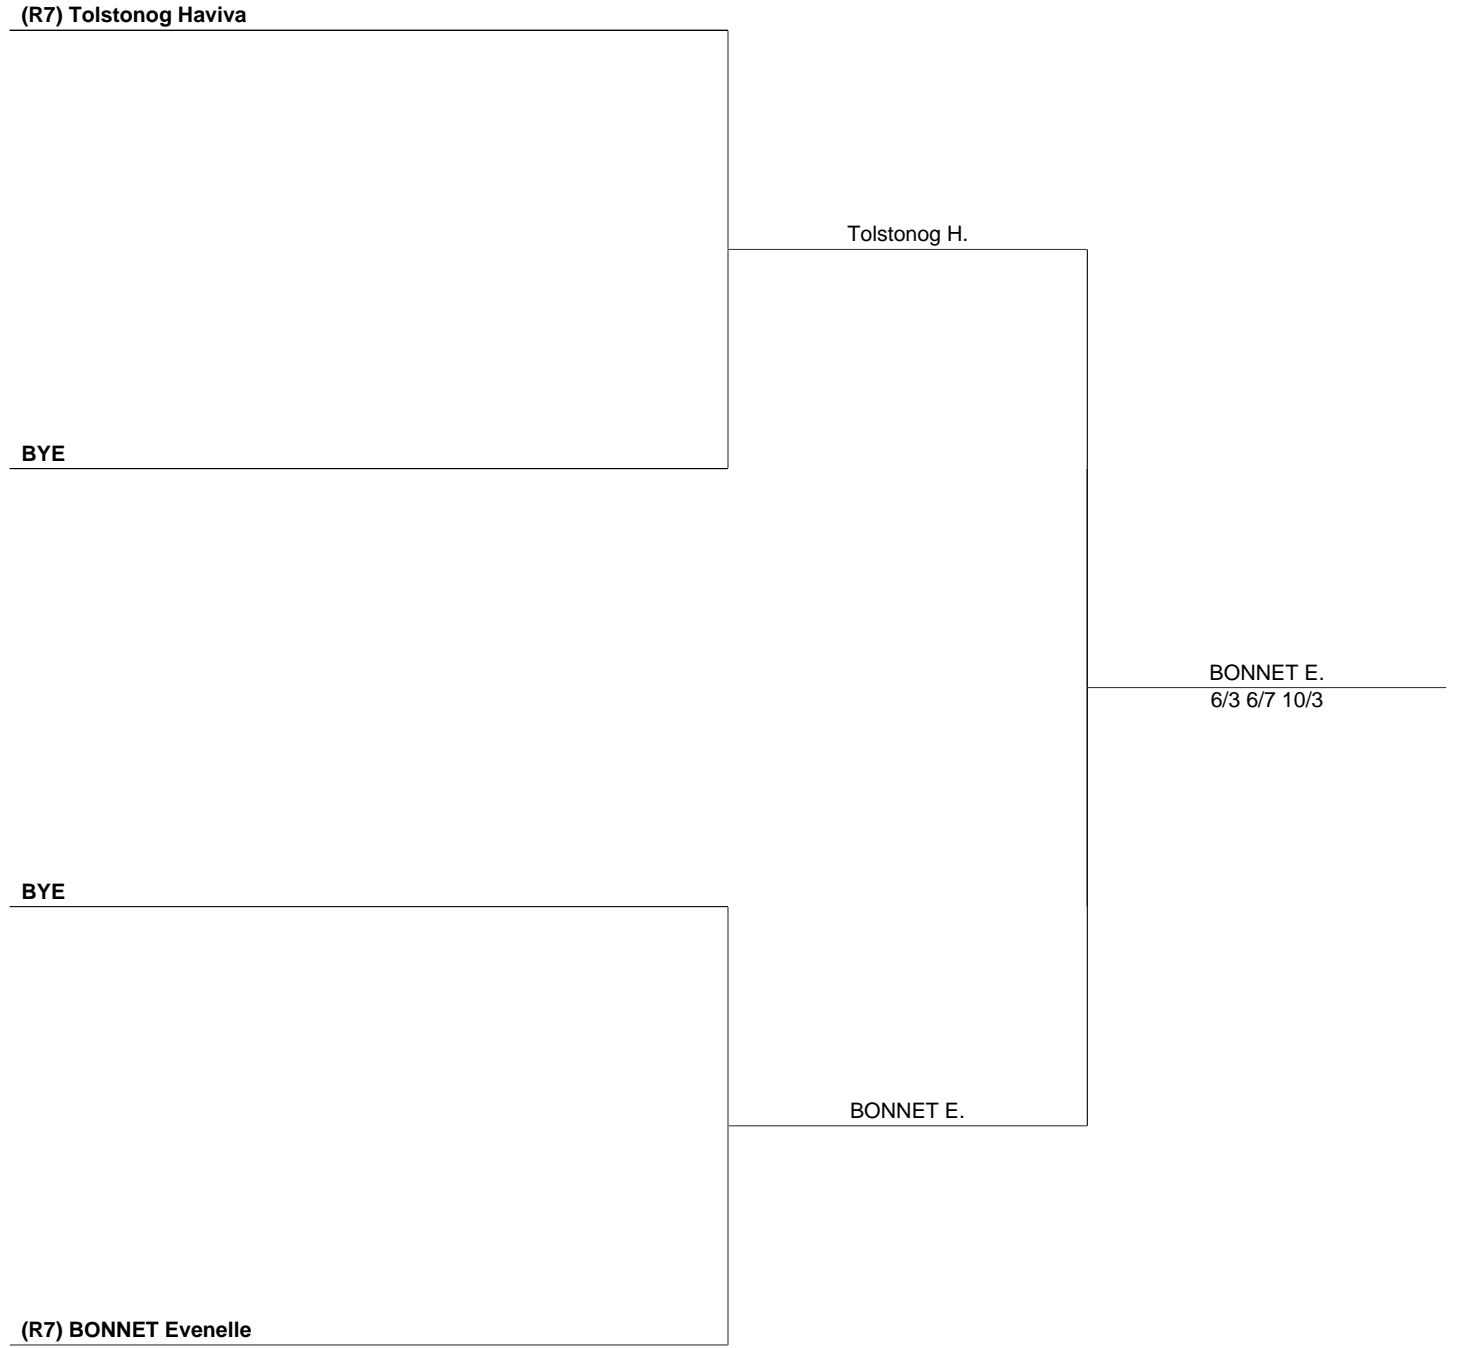 (R7) Tolstonog Haviva
Tolstonog H.
BYE
BONNET E.
6/3 6/7 10/3
BYE
BONNET E.
(R7) BONNET Evenelle